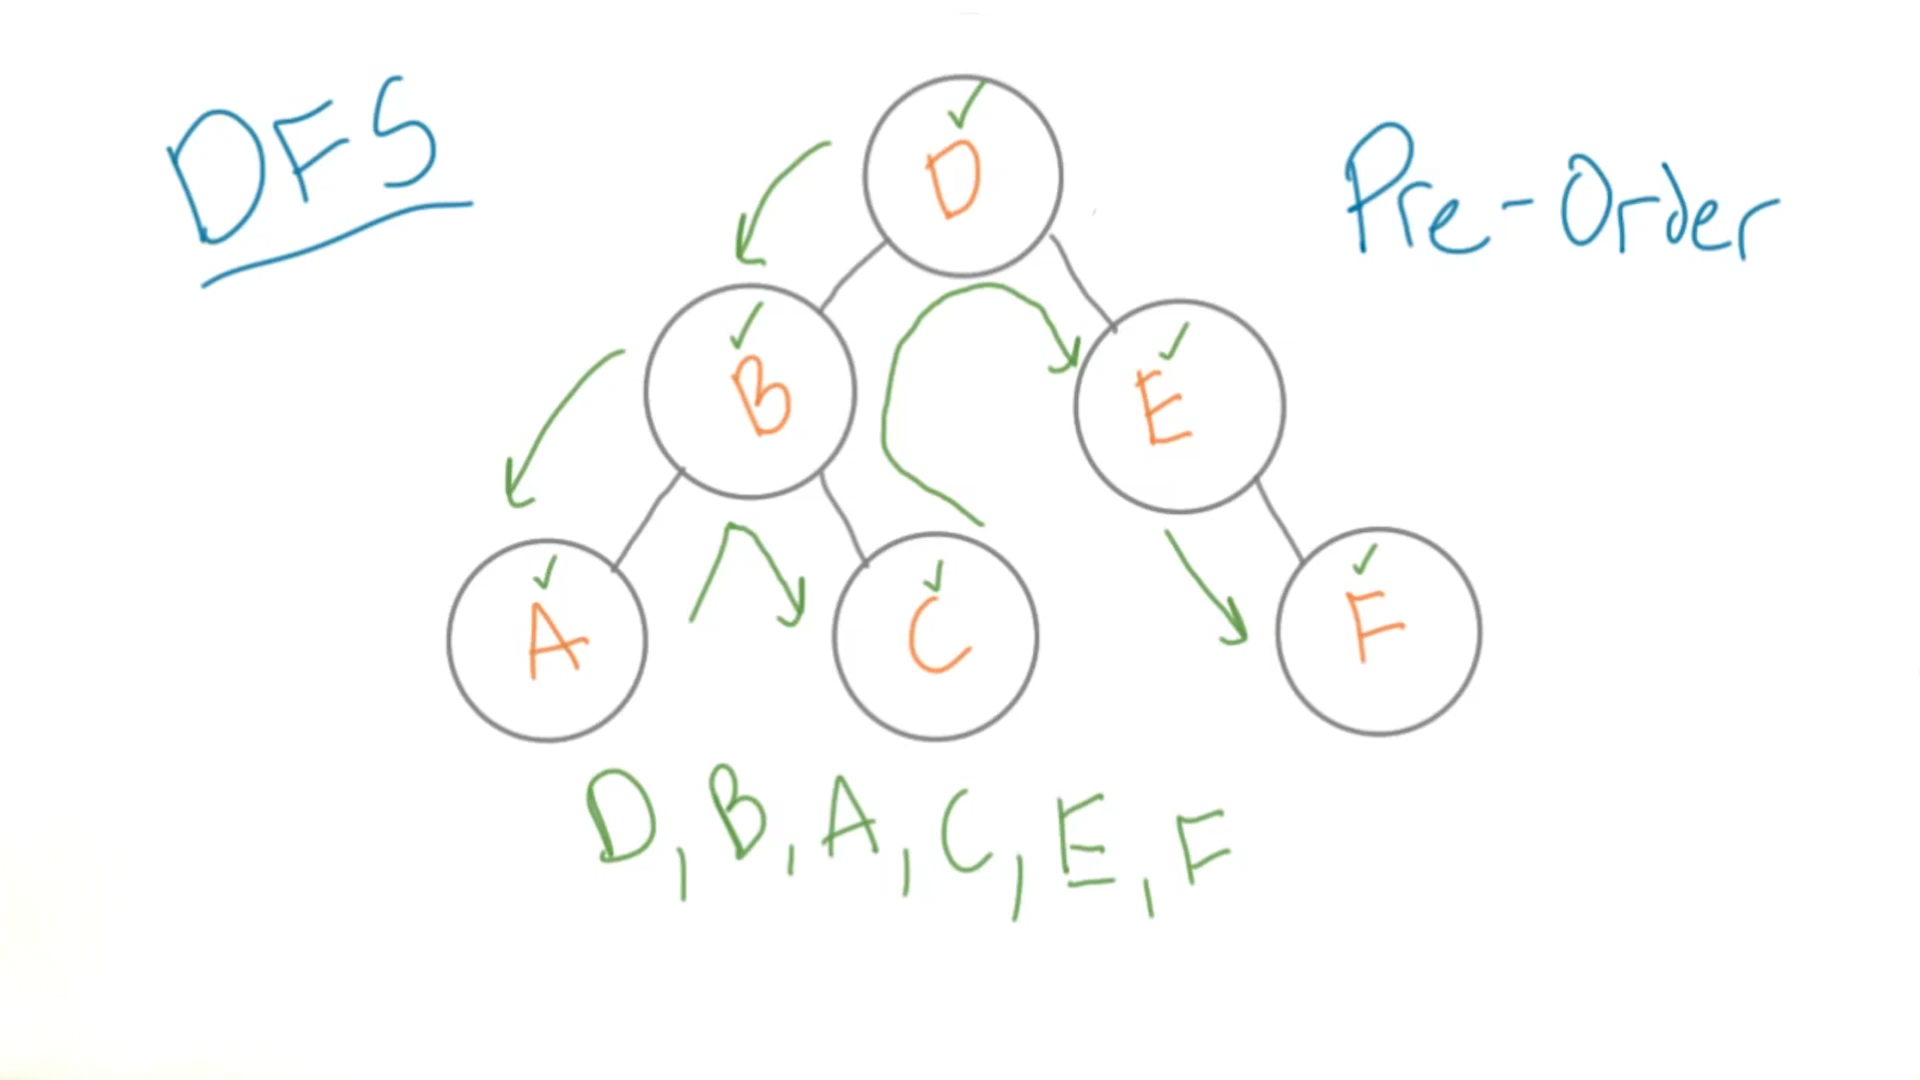 DFS
Pre-Order
D
B
E
A
C
F
D, B, A, C, E, F